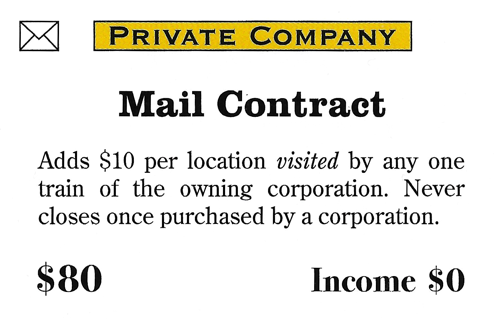 PRIVATE COMPANY
Mail Contract
Adds $10 per location visited by any one
train of the owning corporation. Never
closes once purchased by a corporation.
$80 Income $0